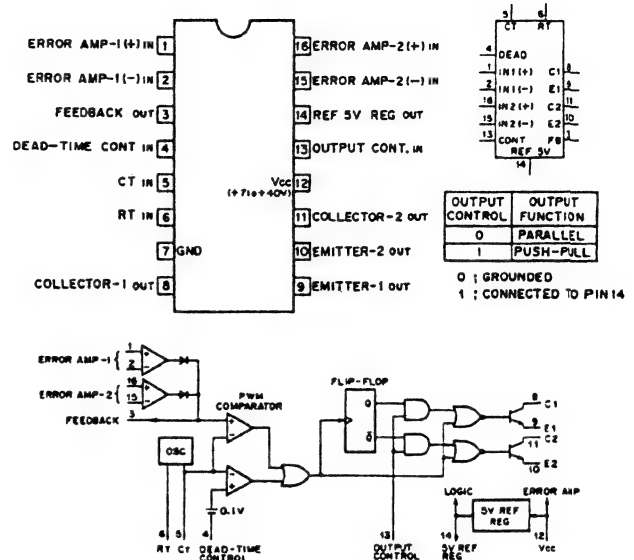 ERROR AMP-1(+) IN 1
16 ERROR AMP-2(+) IN
ERROR AMP-1(-) IN 2
15 ERROR AMP-2(-) IN
FEEDBACK OUT 3
14 REF 5V REG OUT
DEAD-TIME CONT IN 4
13 OUTPUT CONT. IN
CT IN 5
Vcc 12
(+7 to +40V)
RT IN 6
11 COLLECTOR-2 OUT
7 GND
10 EMITTER-2 OUT
COLLECTOR-1 OUT 8
9 EMITTER-1 OUT
5 6
CT RT
4 DEAD
1 IN1(+) C1 8
2 IN1(-) E1 9
16 IN2(+) C2 11
15 IN2(-) E2 10
13 CONT FB
REF 5V
14
OUTPUT CONTROL OUTPUT FUNCTION
0 PARALLEL
1 PUSH-PULL
0 ; GROUNDED
1 ; CONNECTED TO PIN 14
ERROR AMP-1 1 + 2 -
ERROR AMP-2 16 + 15 -
FEEDBACK 3
PWM
COMPARATOR
+
-
OSC
-
+
0.1V
6 5 4
RT CT DEAD-TIME
CONTROL
FLIP-FLOP
Q
Q̄
8 C1
9 E1
11 C2
10 E2
13
OUTPUT
CONTROL
LOGIC ERROR AMP
5V REF
REG
14 12
5V REF Vcc
REG